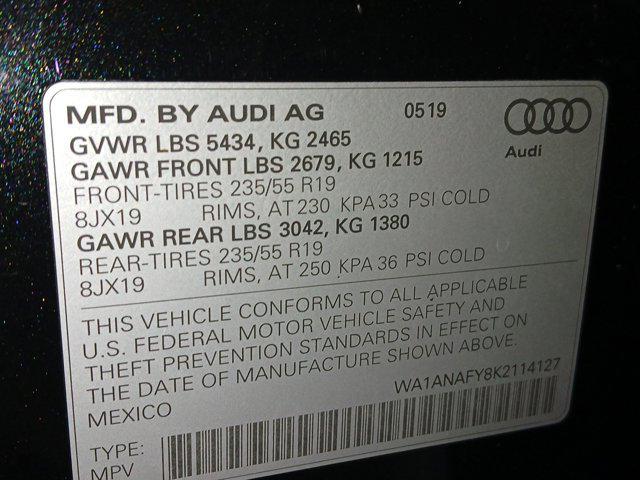 MFD. BY AUDI AG 0519
Audi
GVWR LBS 5434, KG 2465
GAWR FRONT LBS 2679, KG 1215
FRONT-TIRES 235/55 R19
8JX19 RIMS, AT 230 KPA 33 PSI COLD
GAWR REAR LBS 3042, KG 1380
REAR-TIRES 235/55 R19
8JX19 RIMS, AT 250 KPA 36 PSI COLD
THIS VEHICLE CONFORMS TO ALL APPLICABLE
U.S. FEDERAL MOTOR VEHICLE SAFETY AND
THEFT PREVENTION STANDARDS IN EFFECT ON
THE DATE OF MANUFACTURE SHOWN ABOVE.
MEXICO WA1ANAFY8K2114127
TYPE:
MPV